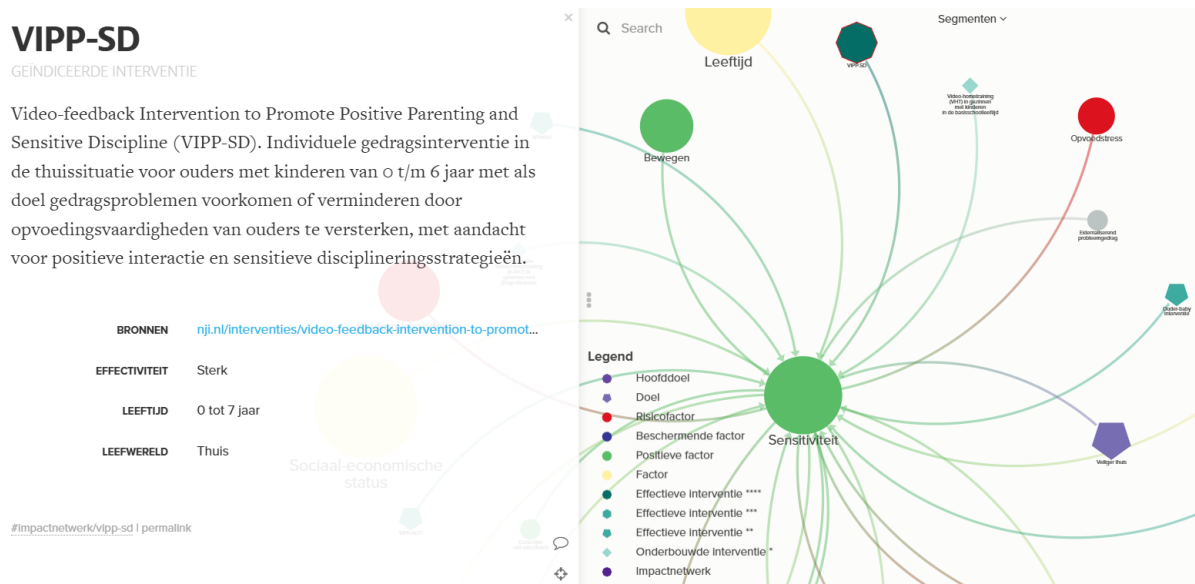 VIPP-SD
GEÏNDICEERDE INTERVENTIE
Video-feedback Intervention to Promote Positive Parenting and
Sensitive Discipline (VIPP-SD). Individuele gedragsinterventie in
de thuissituatie voor ouders met kinderen van 0 t/m 6 jaar met als
doel gedragsproblemen voorkomen of verminderen door
opvoedingsvaardigheden van ouders te versterken, met aandacht
voor positieve interactie en sensitieve disciplineringsstrategieën.
BRONNEN nji.nl/interventies/video-feedback-intervention-to-promot...
EFFECTIVITEIT Sterk
LEEFTIJD 0 tot 7 jaar
LEEFWERELD Thuis
Sociaal-economische
status
#impactnetwerk/vipp-sd | permalink
Search
Segmenten
Leeftijd
VIPP-SD
Video-hometraining
(VHT) in gezinnen
met kinderen
in de basisschoolleeftijd
Opvoedstress
Bewegen
Externaliserend
probleemgedrag
Ouder-baby
interventie
Sensitiviteit
Veiliger thuis
Legend
Hoofddoel
Doel
Risicofactor
Beschermende factor
Positieve factor
Factor
Effectieve interventie ****
Effectieve interventie ***
Effectieve interventie **
Onderbouwde interventie *
Impactnetwerk